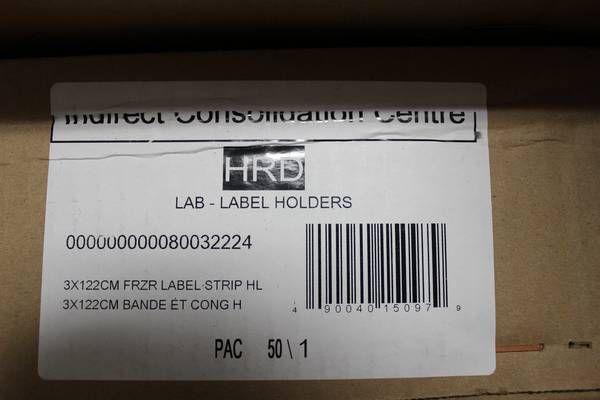 Indirect Consolidation Centre
HRD
LAB - LABEL HOLDERS
000000000080032224
3X122CM FRZR LABEL STRIP HL
3X122CM BANDE ÉT CONG H
4 90040 15097 9
PAC 50\1